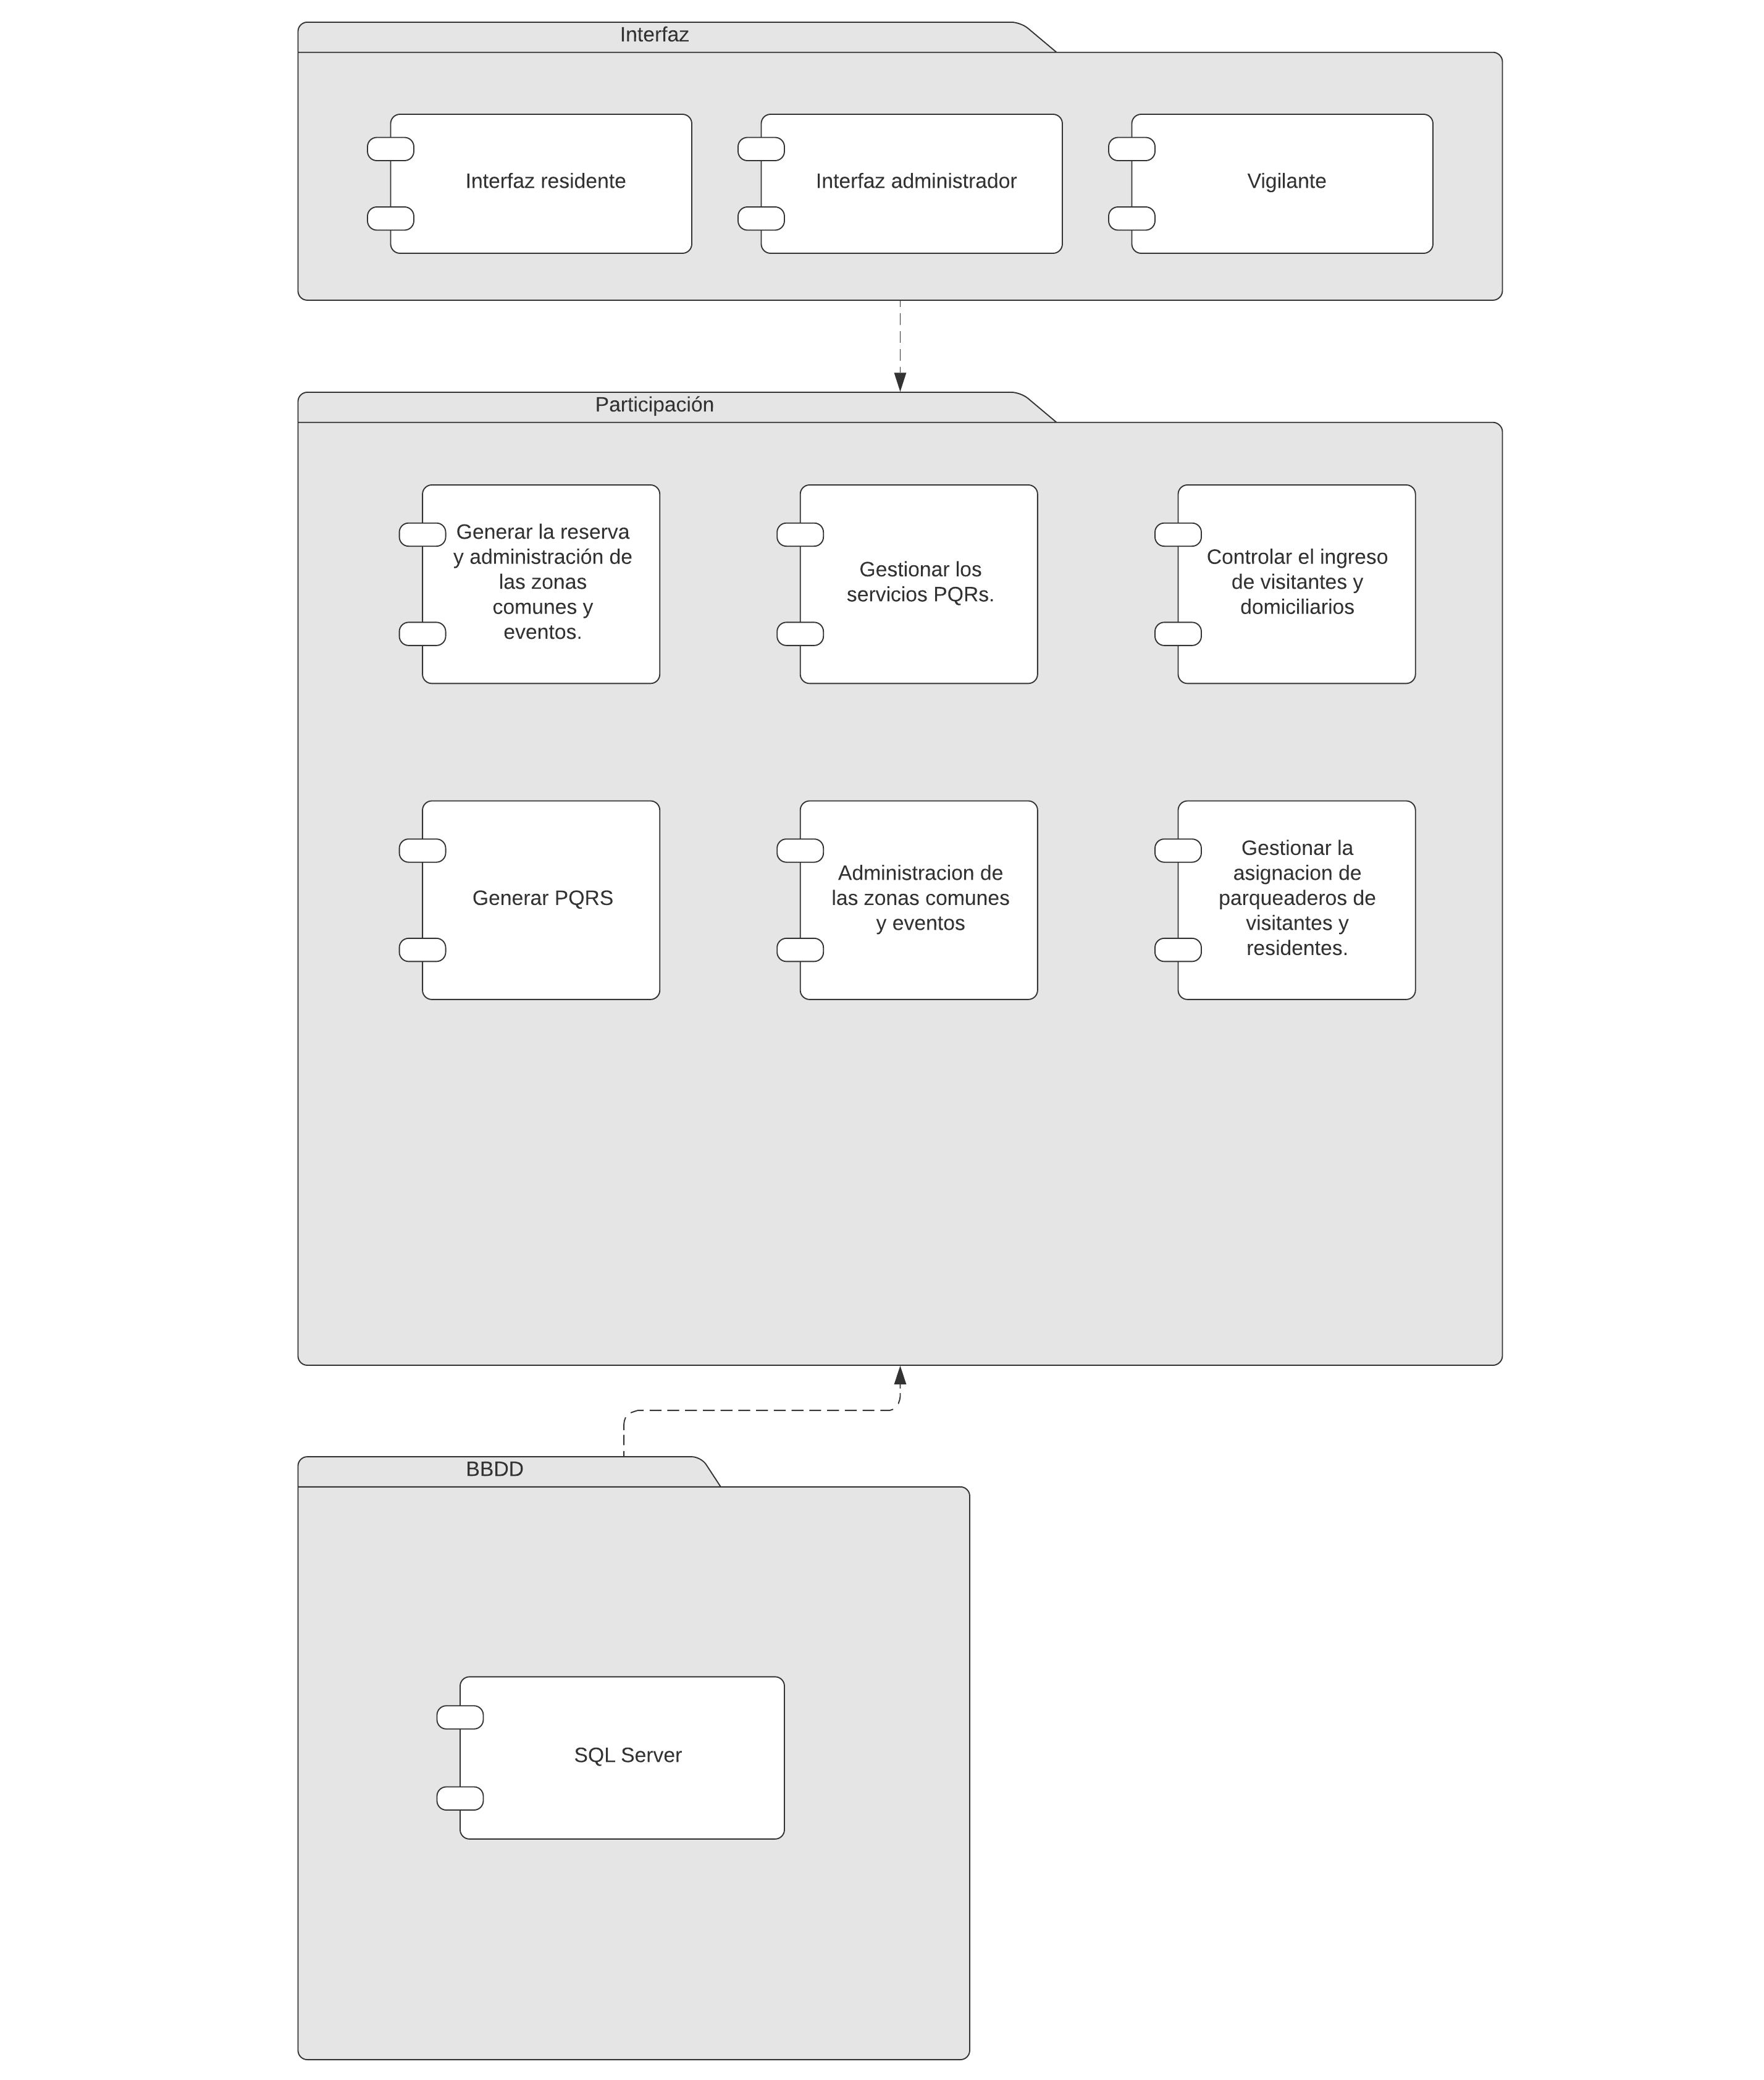 Interfaz
Interfaz residente
Interfaz administrador
Vigilante
Participación
Generar la reserva
y administración de
las zonas
comunes y
eventos.
Gestionar los
servicios PQRs.
Controlar el ingreso
de visitantes y
domiciliarios
Generar PQRS
Administracion de
las zonas comunes
y eventos
Gestionar la
asignacion de
parqueaderos de
visitantes y
residentes.
BBDD
SQL Server